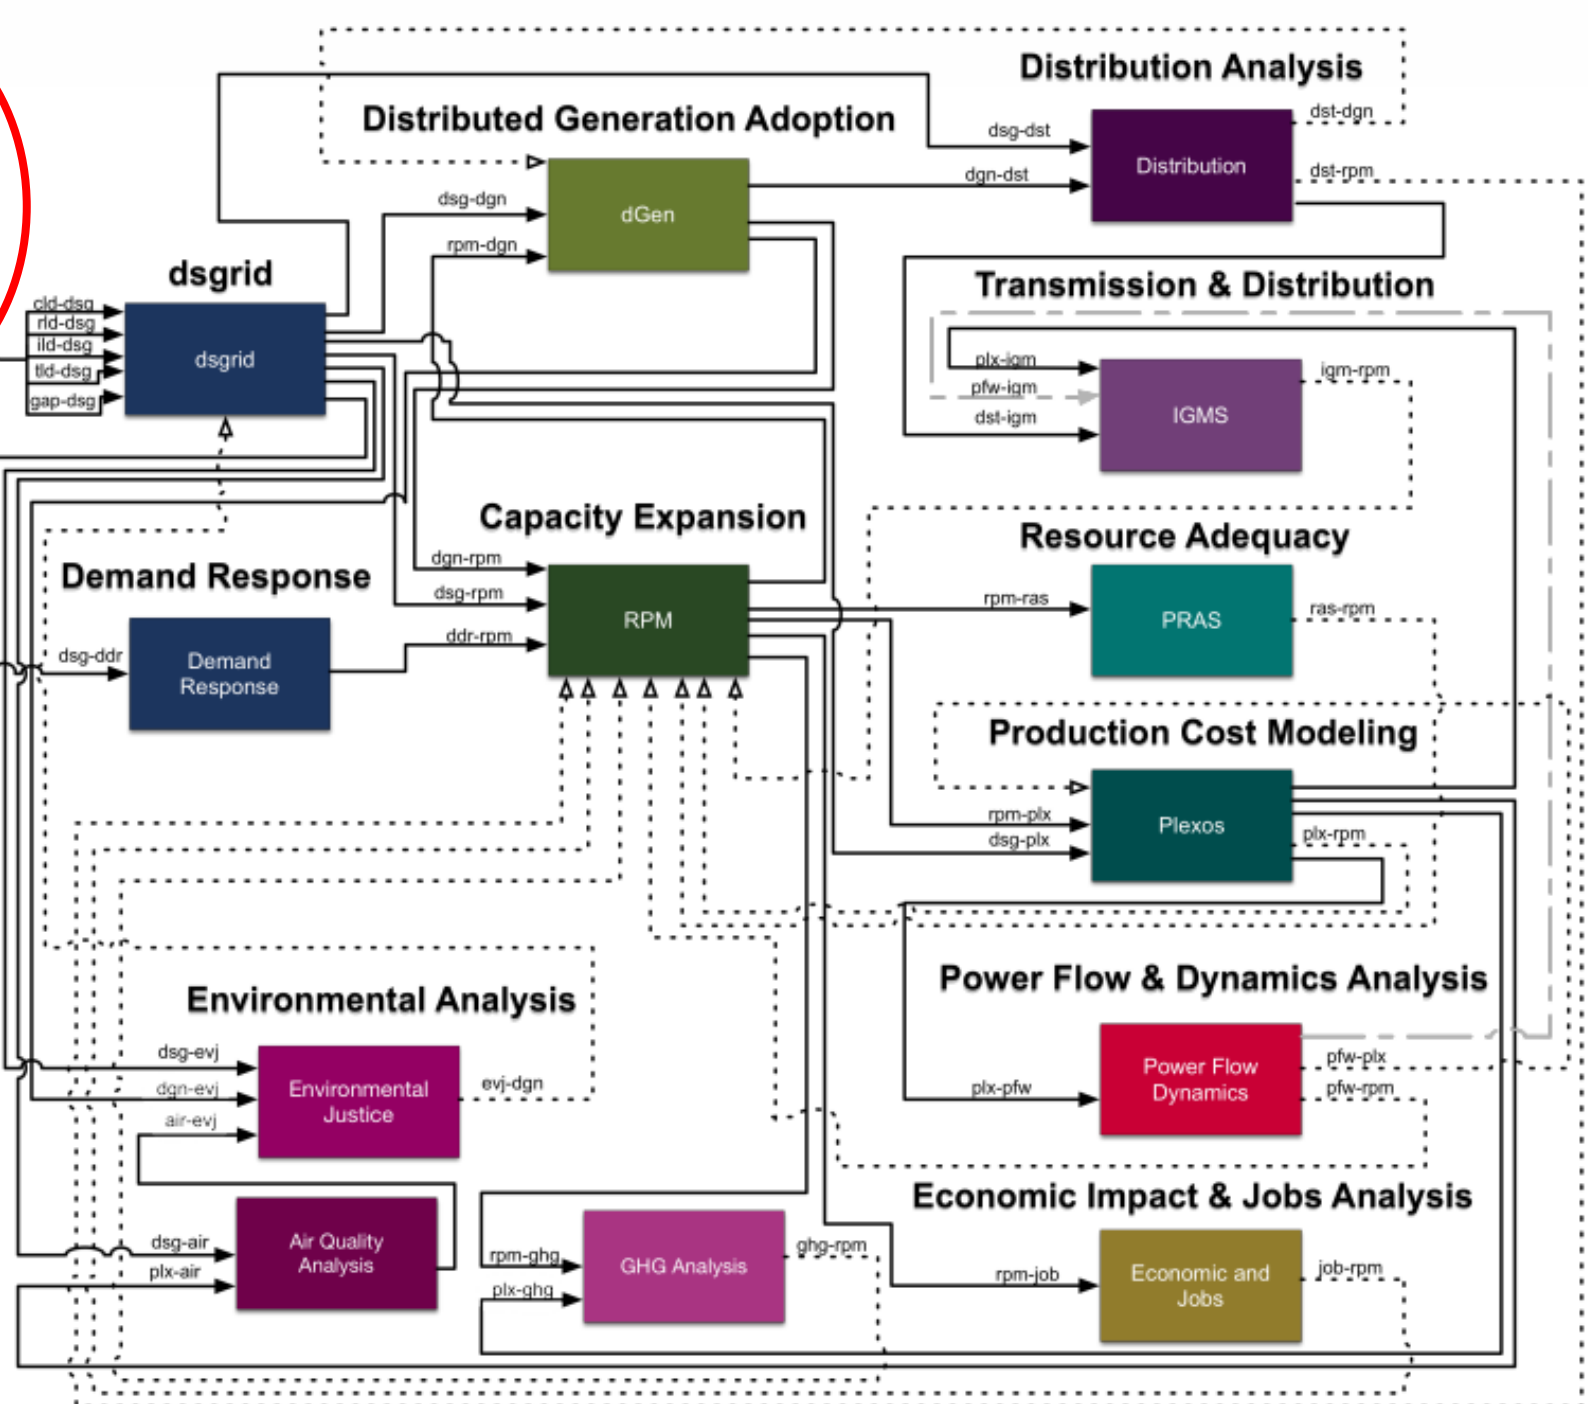 Distribution Analysis
dst-dgn
Distributed Generation Adoption
dsg-dst
Distribution
dst-rpm
dgn-dst
dsg-dgn
dGen
rpm-dgn
dsgrid
Transmission & Distribution
cld-dsg
rld-dsg
ild-dsg
tld-dsg
gap-dsg
dsgrid
plx-igm
pfw-igm
dst-igm
IGMS
igm-rpm
Capacity Expansion
Resource Adequacy
Demand Response
dgn-rpm
dsg-rpm
ddr-rpm
RPM
rpm-ras
PRAS
ras-rpm
dsg-ddr
Demand
Response
Production Cost Modeling
rpm-plx
dsg-plx
Plexos
plx-rpm
Environmental Analysis
Power Flow & Dynamics Analysis
dsg-evj
dgn-evj
air-evj
Environmental
Justice
evj-dgn
plx-pfw
Power Flow
Dynamics
pfw-plx
pfw-rpm
Economic Impact & Jobs Analysis
dsg-air
plx-air
Air Quality
Analysis
rpm-ghg
plx-ghg
GHG Analysis
ghg-rpm
rpm-job
Economic and
Jobs
job-rpm